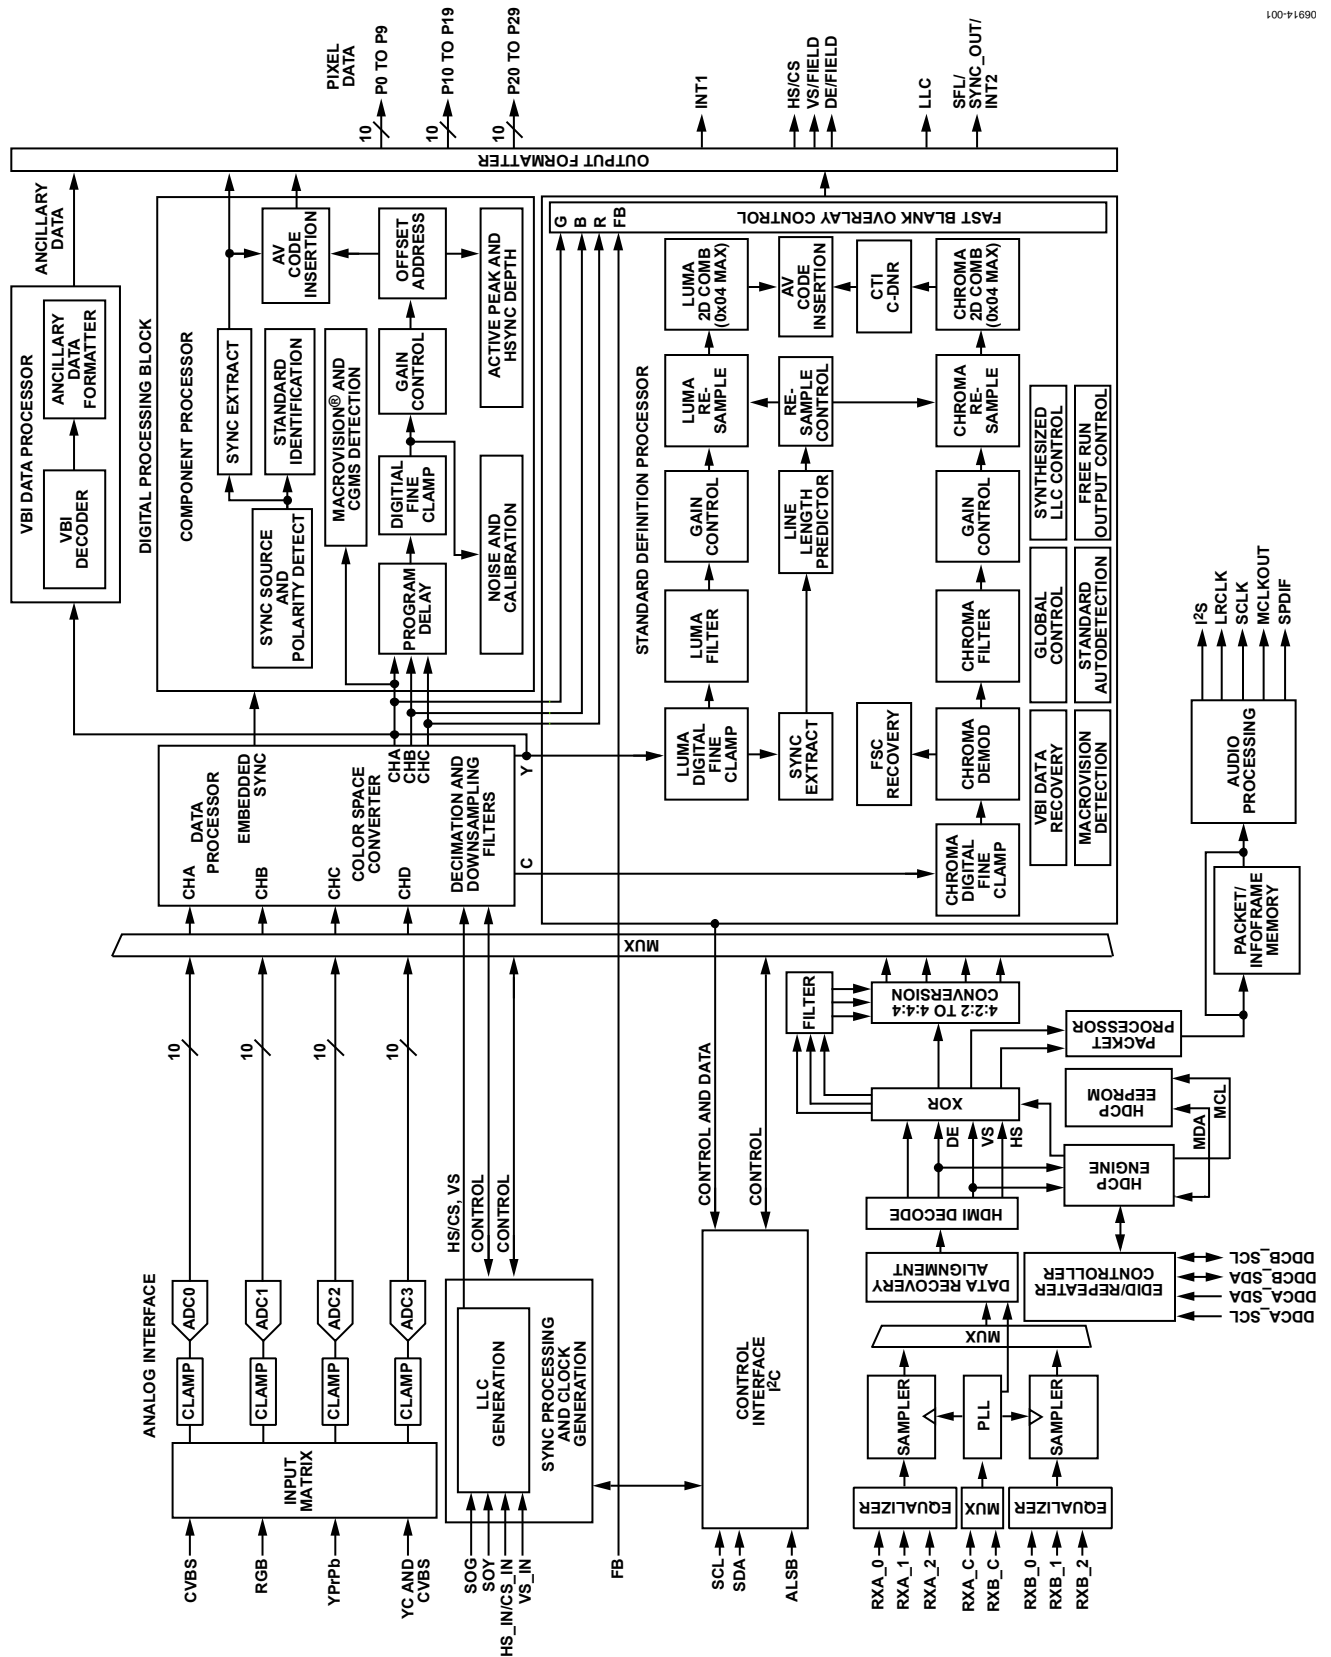 06914-001
ANALOG INTERFACE
CVBS
RGB
YPrPb
YC AND
CVBS
INPUT
MATRIX
CLAMP
ADC0
10
CLAMP
ADC1
10
CLAMP
ADC2
10
CLAMP
ADC3
10
SOG
SOY
HS_IN/CS_IN
VS_IN
LLC
GENERATION
SYNC PROCESSING
AND CLOCK
GENERATION
HS/CS, VS
CONTROL
CONTROL
FB
SCL
SDA
ALSB
CONTROL
INTERFACE
I2C
CONTROL AND DATA
CONTROL
MUX
RXA_0
RXA_1
RXA_2
RXA_C
RXB_C
RXB_0
RXB_1
RXB_2
EQUALIZER
MUX
EQUALIZER
SAMPLER
PLL
SAMPLER
MUX
DATA RECOVERY
ALIGNMENT
HDMI DECODE
DE
VS
HS
XOR
FILTER
4:2:2 TO 4:4:4
CONVERSION
EDID/REPEATER
CONTROLLER
DDCA_SCL
DDCA_SDA
DDCB_SDA
DDCB_SCL
HDCP
ENGINE
MDA
MCL
HDCP
EEPROM
PACKET
PROCESSOR
PACKET/
INFOFRAME
MEMORY
AUDIO
PROCESSING
I2S
LRCLK
SCLK
MCLKOUT
SPDIF
CHA
CHB
CHC
CHD
DATA
PROCESSOR
EMBEDDED
SYNC
COLOR SPACE
CONVERTER
CHA
CHB
CHC
DECIMATION AND
DOWNSAMPLING
FILTERS
Y
C
VBI DATA PROCESSOR
VBI
DECODER
ANCILLARY
DATA
FORMATTER
ANCILLARY
DATA
DIGITAL PROCESSING BLOCK
COMPONENT PROCESSOR
SYNC SOURCE
AND
POLARITY DETECT
SYNC EXTRACT
STANDARD
IDENTIFICATION
MACROVISION® AND
CGMS DETECTION
PROGRAM
DELAY
DIGITIAL
FINE
CLAMP
GAIN
CONTROL
OFFSET
ADDRESS
AV
CODE
INSERTION
NOISE AND
CALIBRATION
ACTIVE PEAK AND
HSYNC DEPTH
STANDARD DEFINITION PROCESSOR
LUMA
DIGITAL
FINE
CLAMP
LUMA
FILTER
GAIN
CONTROL
LUMA
RE-
SAMPLE
LUMA
2D COMB
(0x04 MAX)
SYNC
EXTRACT
LINE
LENGTH
PREDICTOR
RE-
SAMPLE
CONTROL
AV
CODE
INSERTION
FSC
RECOVERY
CTI
C-DNR
CHROMA
DIGITAL
FINE
CLAMP
CHROMA
DEMOD
CHROMA
FILTER
GAIN
CONTROL
CHROMA
RE-
SAMPLE
CHROMA
2D COMB
(0x04 MAX)
VBI DATA
RECOVERY
GLOBAL
CONTROL
SYNTHESIZED
LLC CONTROL
MACROVISION
DETECTION
STANDARD
AUTODETECTION
FREE RUN
OUTPUT CONTROL
G
B
R
FB
FAST BLANK OVERLAY CONTROL
OUTPUT FORMATTER
PIXEL
DATA
10
P0 TO P9
10
P10 TO P19
10
P20 TO P29
INT1
HS/CS
VS/FIELD
DE/FIELD
LLC
SFL/
SYNC_OUT/
INT2